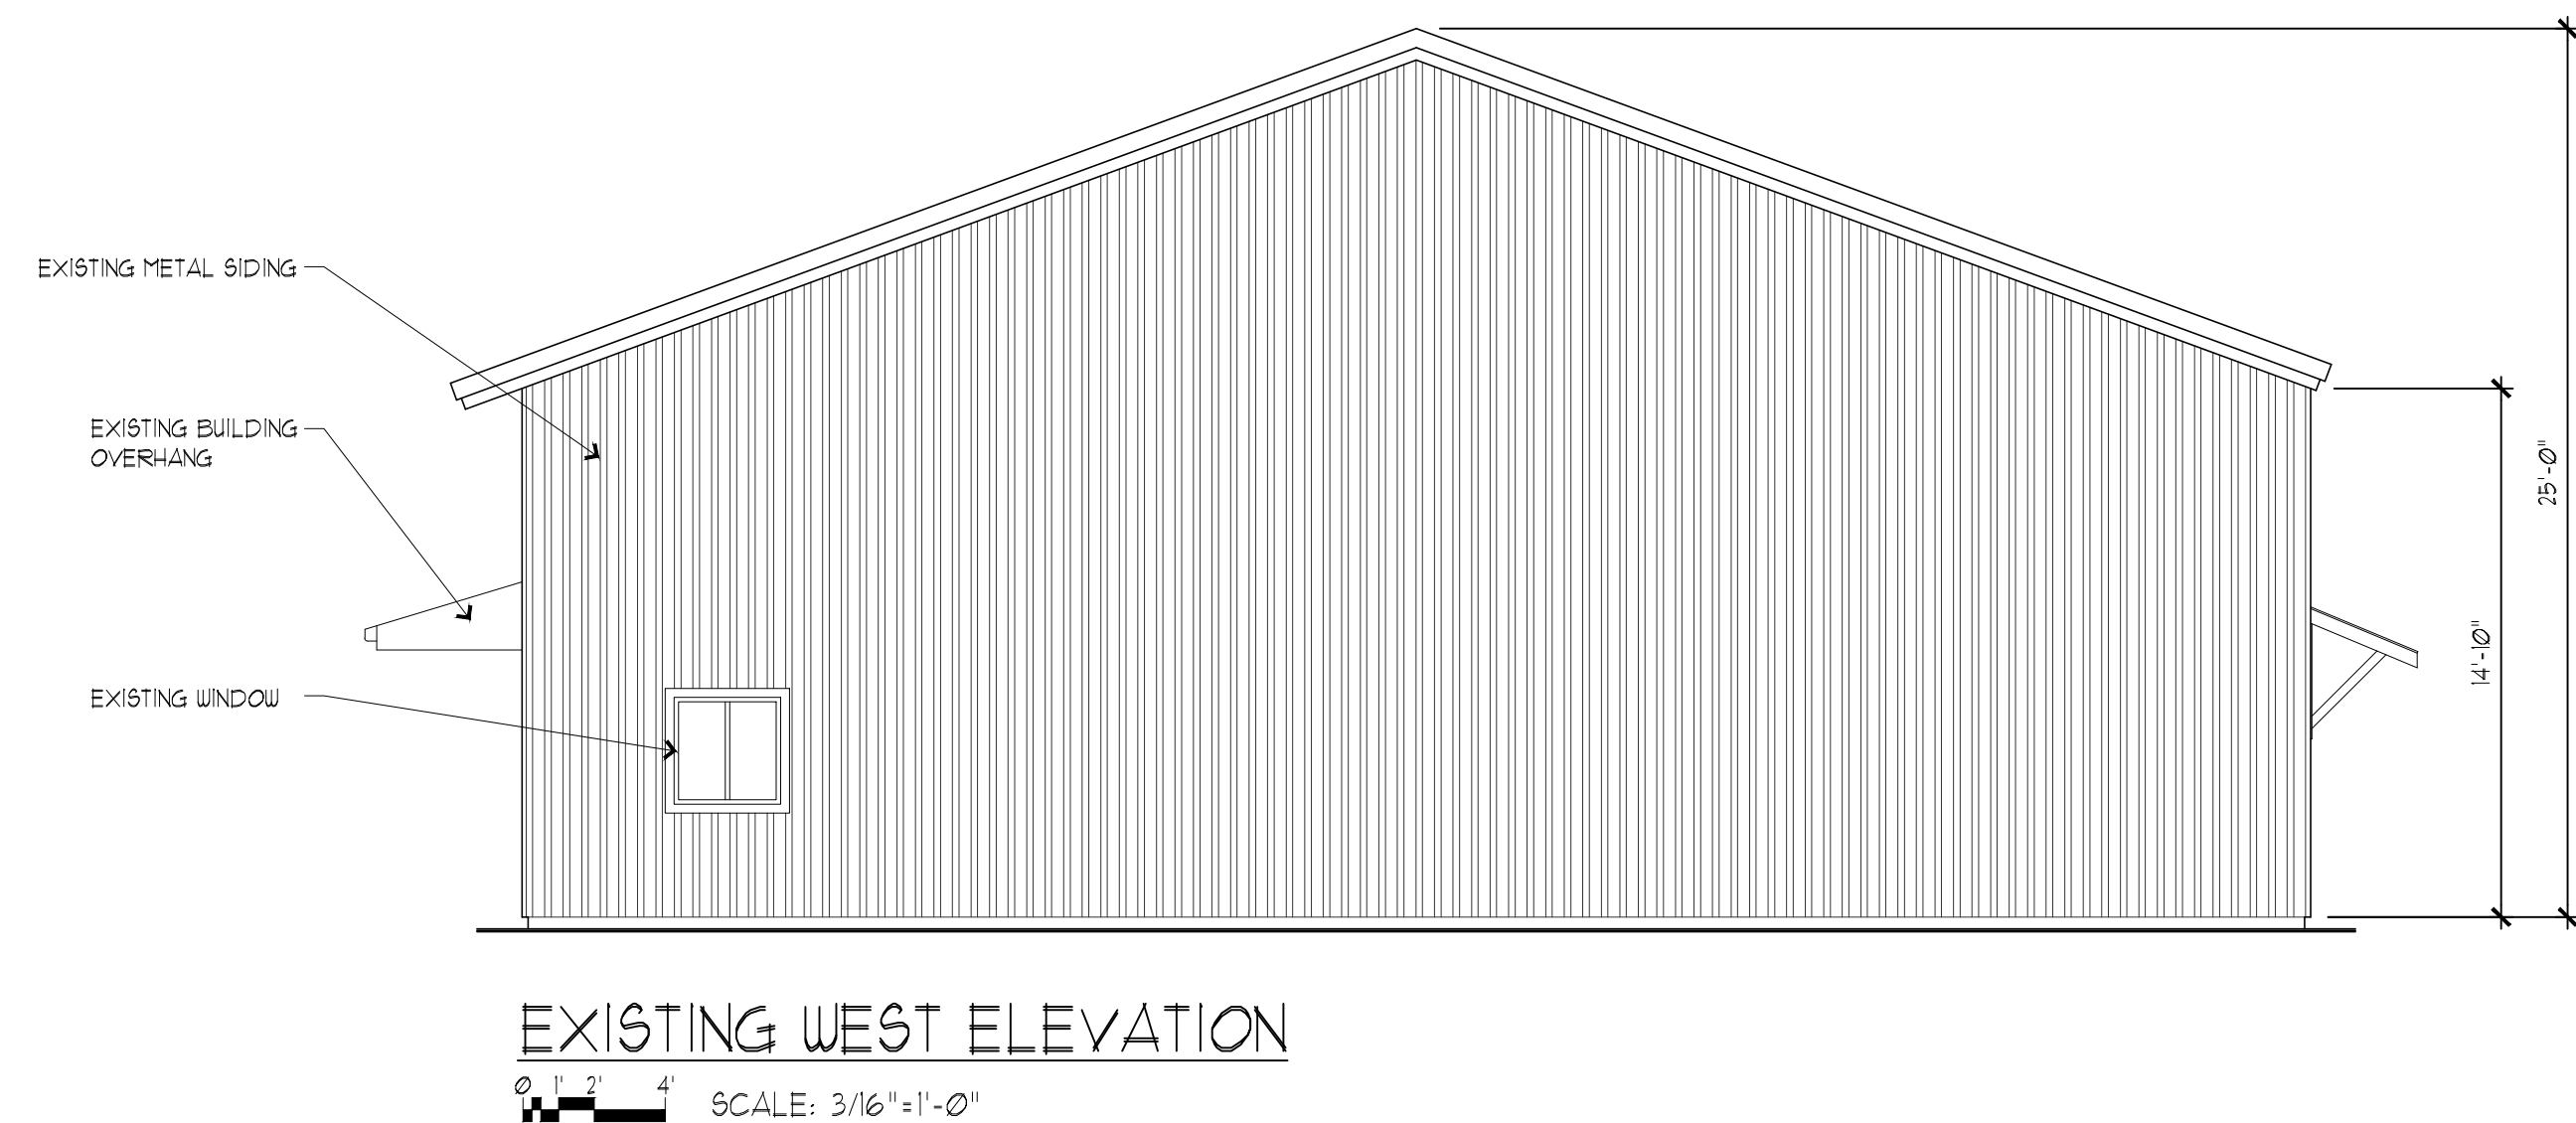 EXISTING METAL SIDING
EXISTING BUILDING
OVERHANG
EXISTING WINDOW
25'-0"
14'-10"
EXISTING WEST ELEVATION
0 1' 2' 4'
SCALE: 3/16"=1'-0"